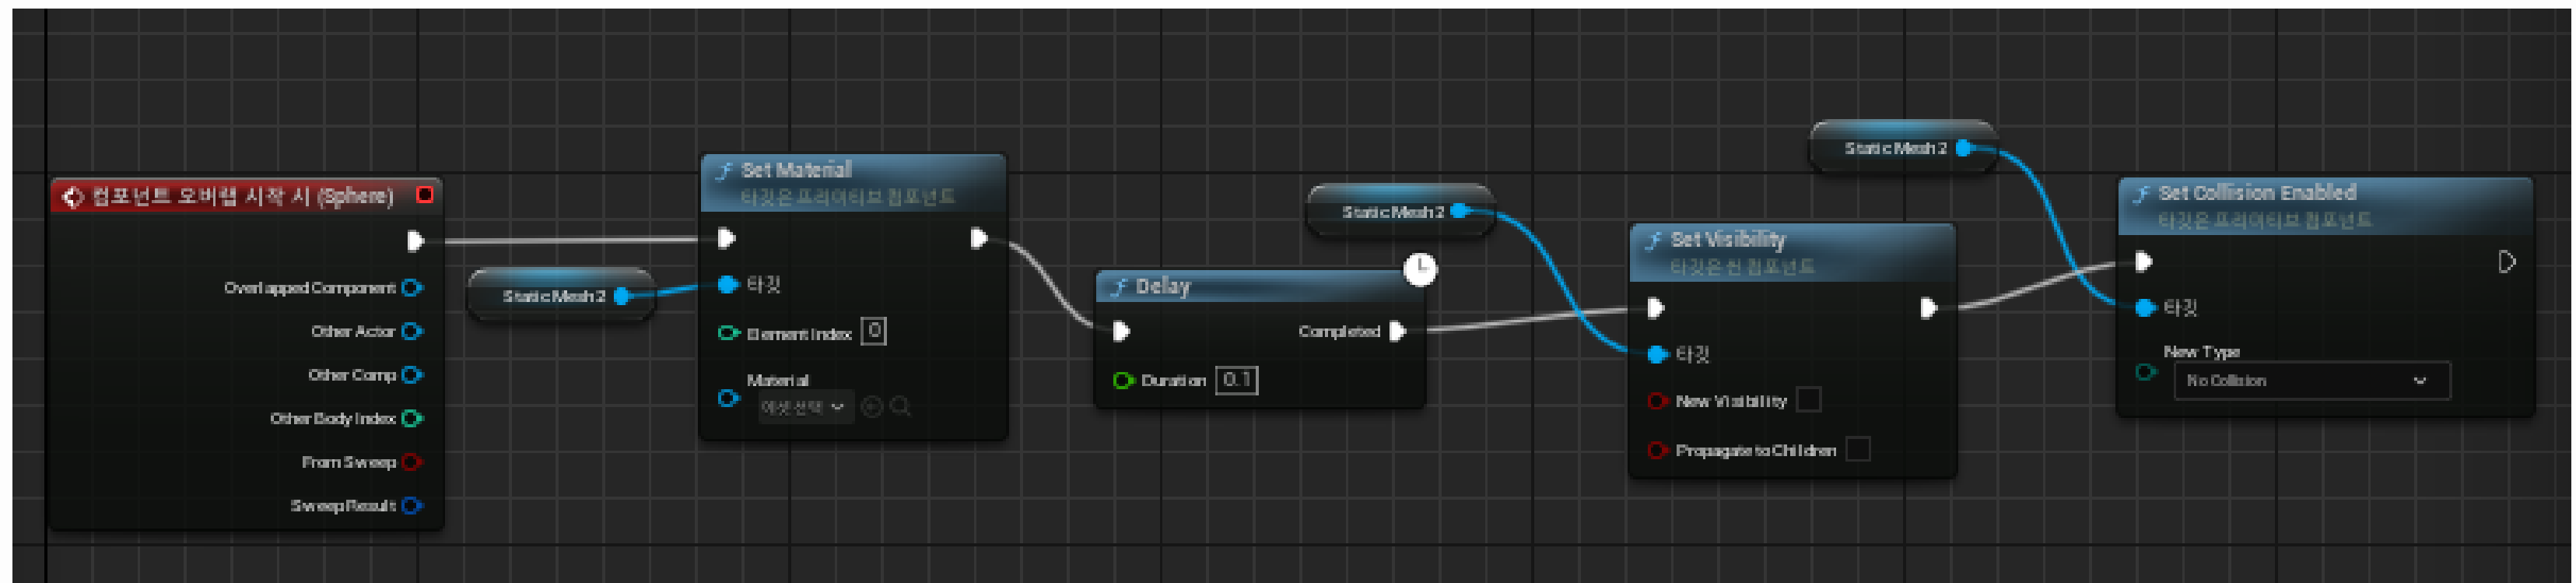 컴포넌트 오버랩 시작 시 (Sphere)
Overlapped Component
Other Actor
Other Comp
Other Body Index
From Sweep
Sweep Result
Static Mesh 2
Set Material
타깃은 프리미티브 컴포넌트
타깃
Element Index 0
Material
에셋 선택
Delay
Completed
Duration 0.1
Static Mesh 2
Set Visibility
타깃은 씬 컴포넌트
타깃
New Visibility
Propagate to Children
Static Mesh 2
Set Collision Enabled
타깃은 프리미티브 컴포넌트
타깃
New Type
No Collision